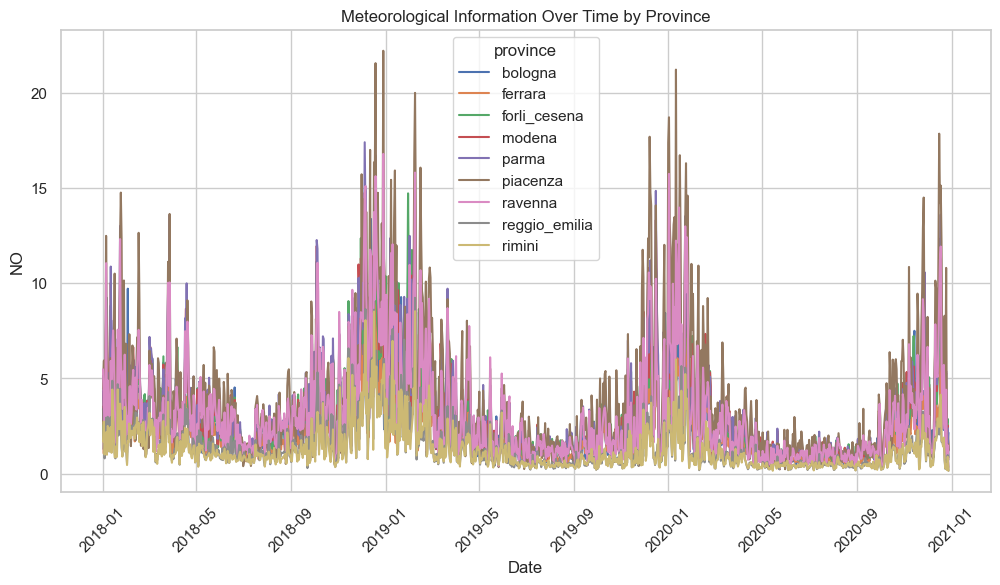 Meteorological Information Over Time by Province
province
bologna
ferrara
forli_cesena
modena
parma
piacenza
ravenna
reggio_emilia
rimini
NO
20
15
10
5
0
2018-01
2018-05
2018-09
2019-01
2019-05
2019-09
2020-01
2020-05
2020-09
2021-01
Date